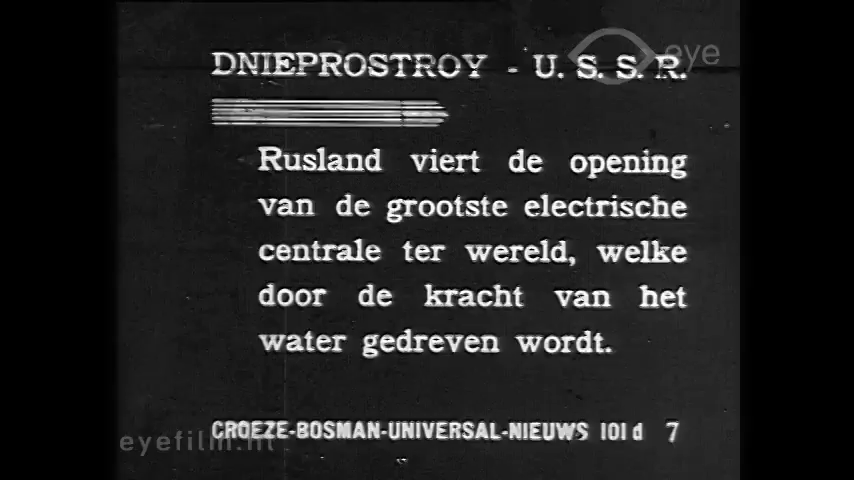 DNIEPROSTROY - U. S. S. R.
eye
Rusland viert de opening
van de grootste electrische
centrale ter wereld, welke
door de kracht van het
water gedreven wordt.
CROEZE-BOSMAN-UNIVERSAL-NIEUWS 101 d 7
eyefilm.nl